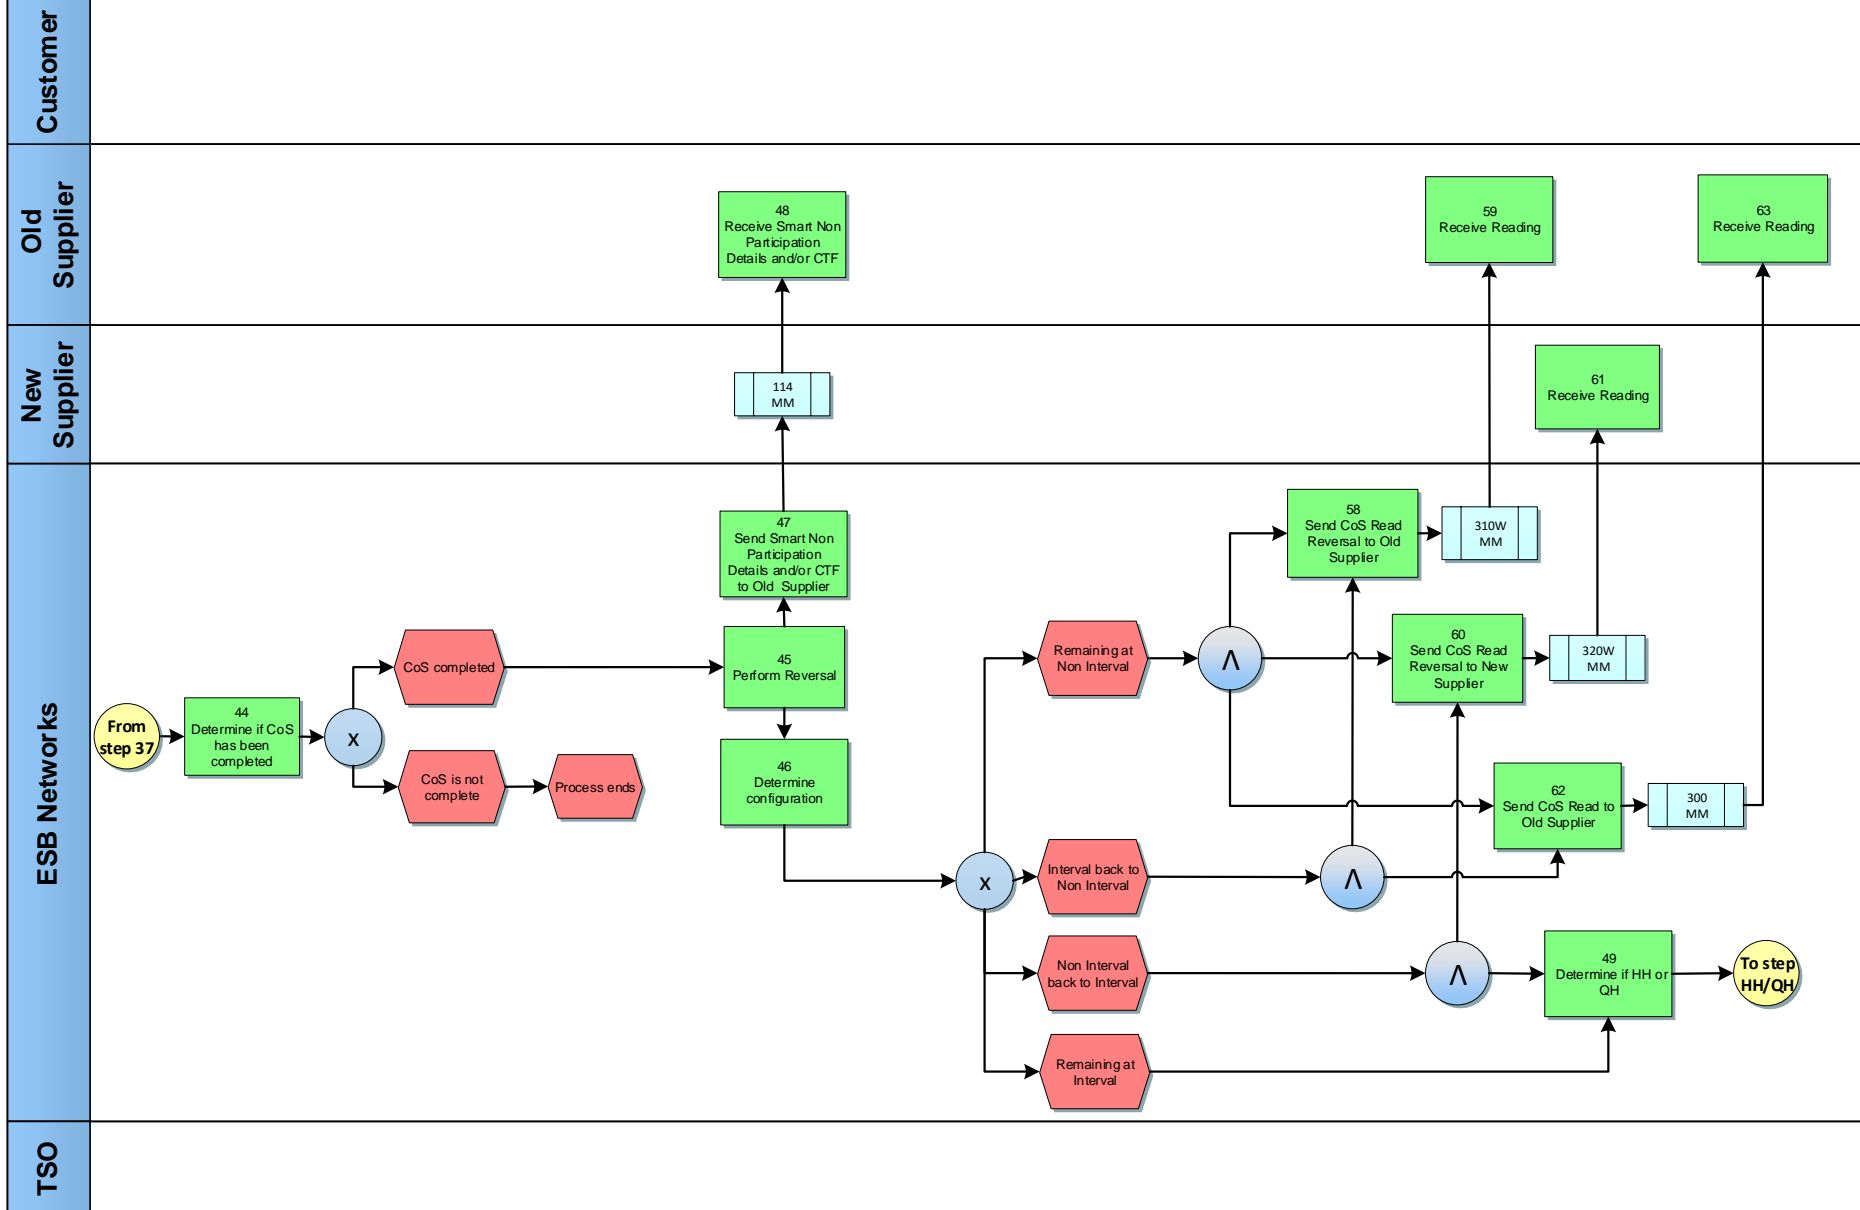 Customer
Old
Supplier
New
Supplier
ESB Networks
TSO
48
Receive Smart Non
Participation
Details and/or CTF
59
Receive Reading
63
Receive Reading
114
MM
61
Receive Reading
47
Send Smart Non
Participation
Details and/or CTF
to Old Supplier
58
Send CoS Read
Reversal to Old
Supplier
310W
MM
CoS completed
45
Perform Reversal
Remaining at
Non Interval
Λ
60
Send CoS Read
Reversal to New
Supplier
320W
MM
From
step 37
44
Determine if CoS
has been
completed
x
CoS is not
complete
Process ends
46
Determine
configuration
62
Send CoS Read to
Old Supplier
300
MM
x
Interval back to
Non Interval
Λ
Non Interval
back to Interval
Λ
49
Determine if HH or
QH
To step
HH/QH
Remaining at
Interval